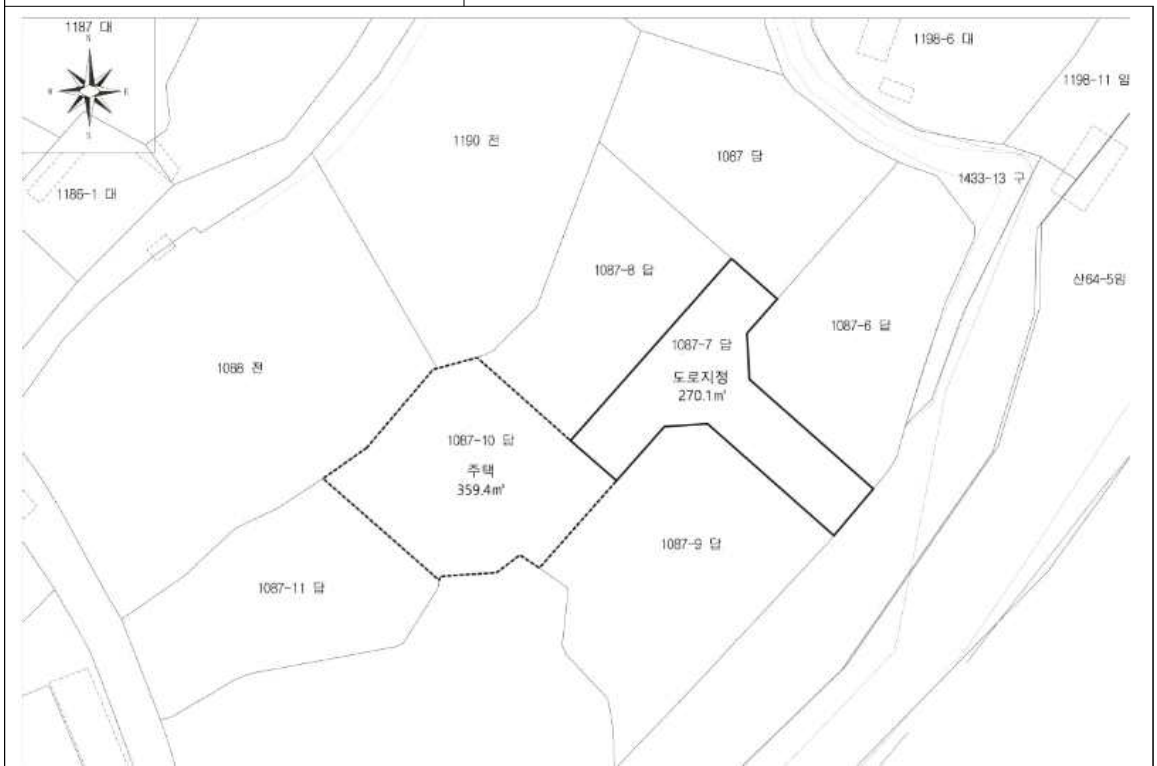 1187 대
N
W E
S
1198-6 대
1198-11 임
1190 전
1087 답
1433-13 구
1186-1 대
1087-8 답
산64-5임
1087-7 답
1087-6 답
도로지정
270.1㎡
1088 전
1087-10 답
주택
359.4㎡
1087-9 답
1087-11 답